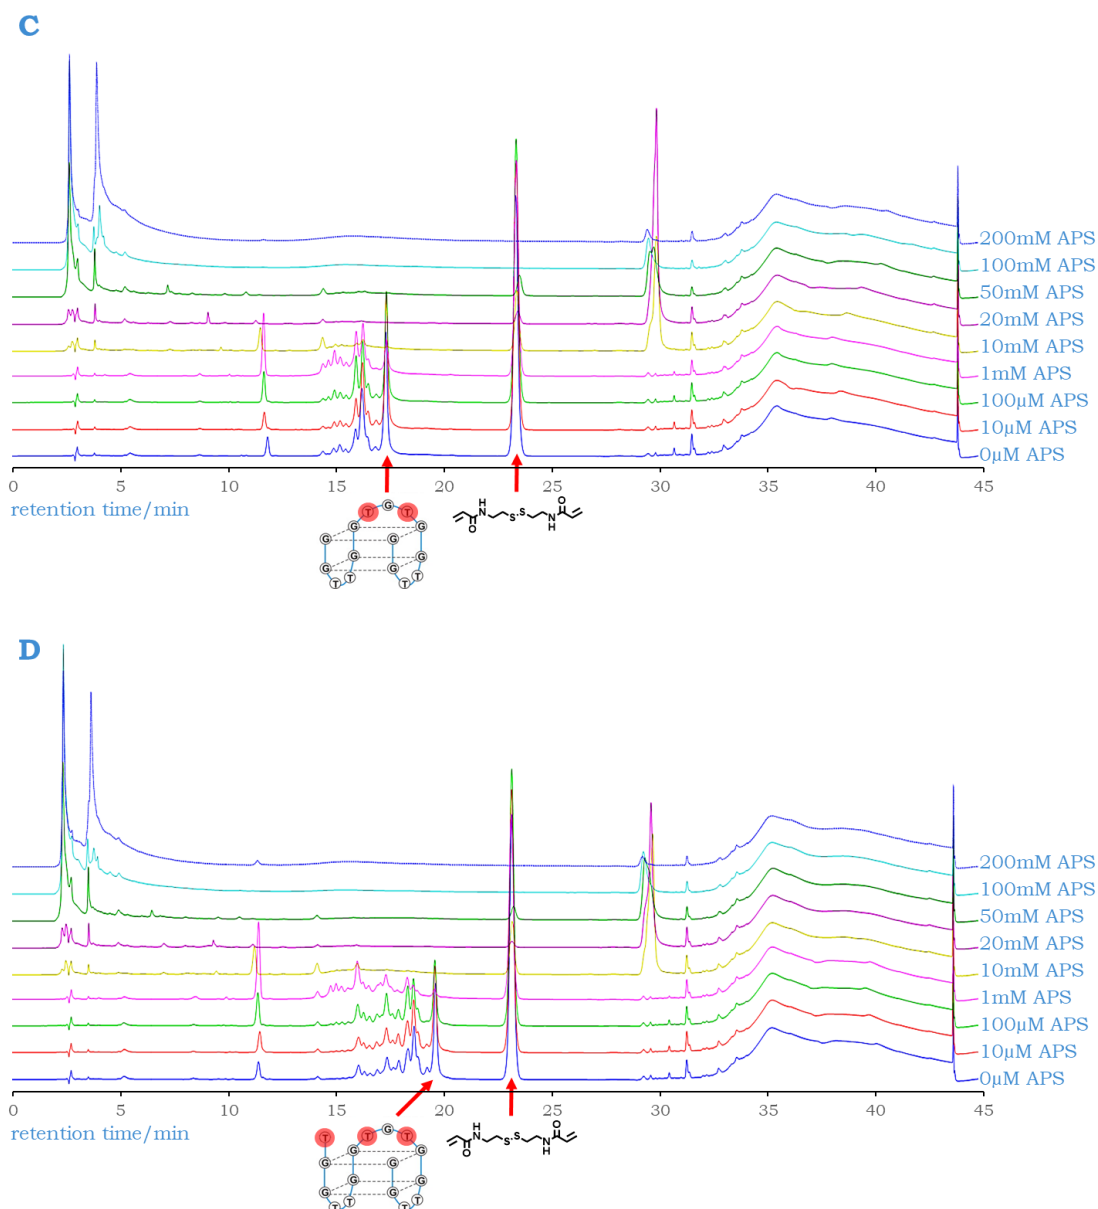 C
200mM APS
100mM APS
50mM APS
20mM APS
10mM APS
1mM APS
100µM APS
10µM APS
0µM APS
0 5 10 15 20 25 30 35 40 45
retention time/min
T G T
G G
G G
G G
G G
T T T T
H N O S S O N H
D
200mM APS
100mM APS
50mM APS
20mM APS
10mM APS
1mM APS
100µM APS
10µM APS
0µM APS
0 5 10 15 20 25 30 35 40 45
retention time/min
T T G T
G G
G G
G G
G G
T T T T
H N O S S O N H